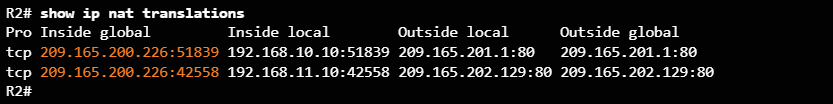 R2# show ip nat translations
Pro Inside global Inside local Outside local Outside global
tcp 209.165.200.226:51839 192.168.10.10:51839 209.165.201.1:80 209.165.201.1:80
tcp 209.165.200.226:42558 192.168.11.10:42558 209.165.202.129:80 209.165.202.129:80
R2#